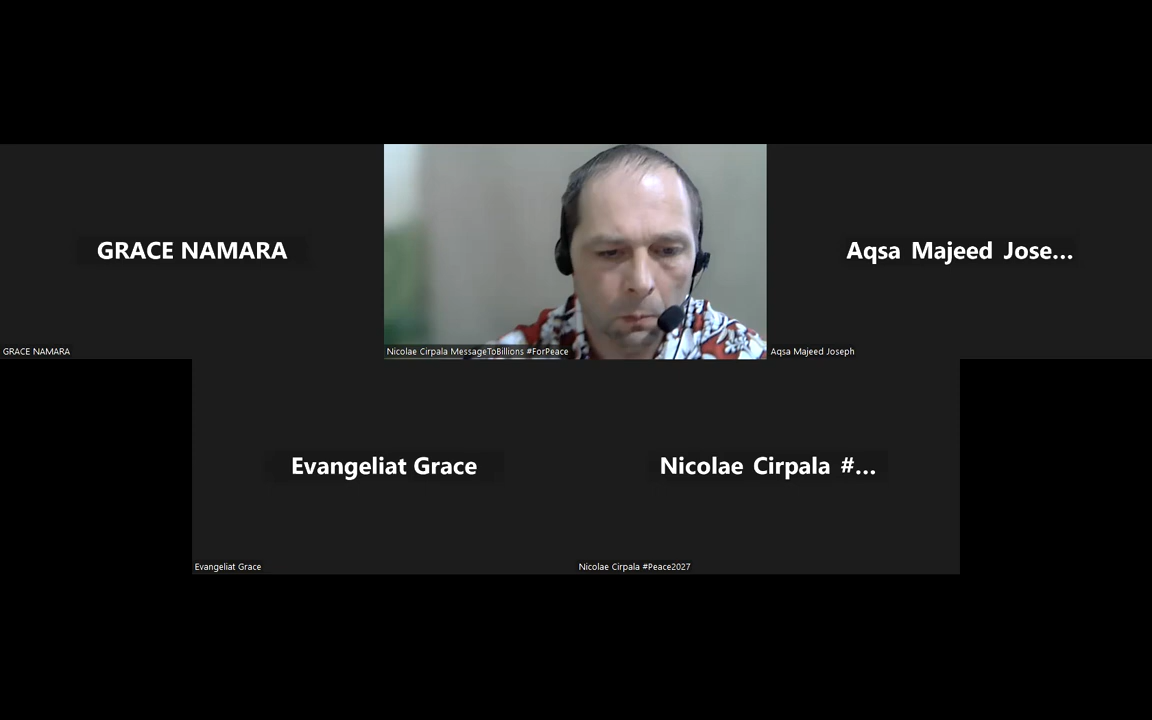 GRACE NAMARA
Aqsa Majeed Jose...
GRACE NAMARA
Nicolae Cirpala MessageToBillions #ForPeace
Aqsa Majeed Joseph
Evangeliat Grace
Nicolae Cirpala #...
Evangeliat Grace
Nicolae Cirpala #Peace2027